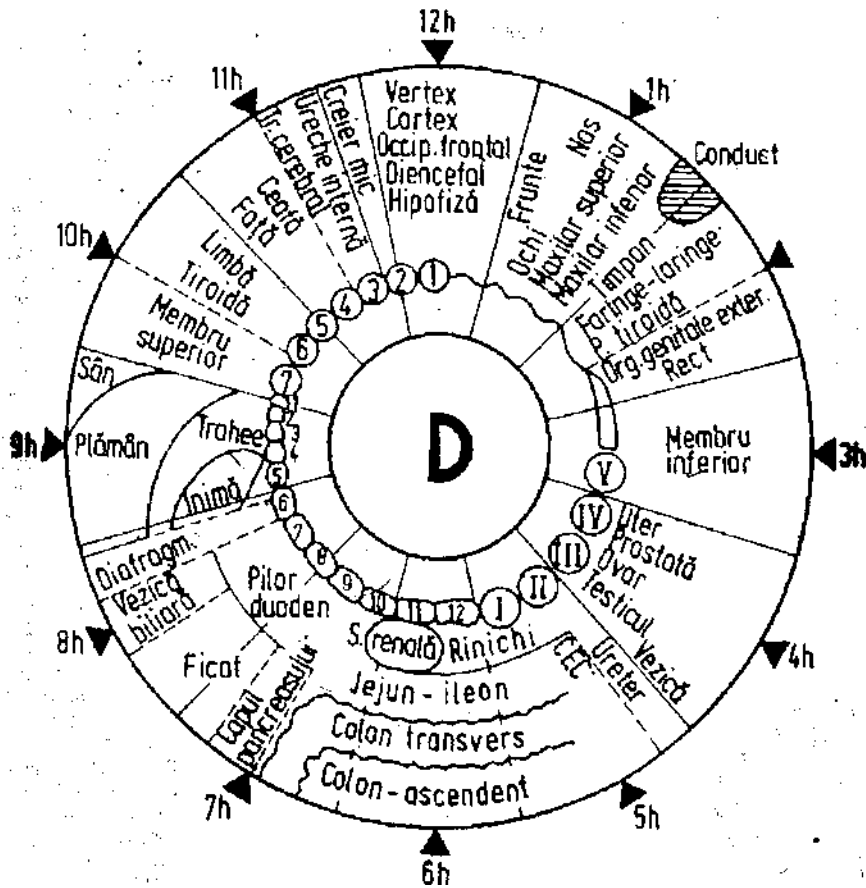 12h
11h
1h
10h
9h
3h
8h
4h
7h
5h
6h
Vertex
Cortex
Occip. frontal
Diencefal
Hipofiză
Creier mic
Ureche internă
Tr. cerebral
Ceafă
Față
Limbă
Tiroidă
Membru
superior
Sân
Plămân
Trahee
Inimă
Diafragm.
Vezică
biliară
Ficat
Capul
pancreasului
Pilor
duoden
S. renală
Rinichi
Jejun-ileon
Colon transvers
Colon-ascendent
CEC
Ureter
Vezică
Uter
Prostată
Ovar
Testicul
Membru
inferior
Frunte
Ochi
Nas
Maxilar superior
Maxilar inferior
Conduct
Timpan
Faringe-laringe
P. tiroidă
Org. genitale exter.
Rect
D
1
2
3
4
5
6
7
3
4
5
6
7
8
9
10
11
12
I
II
III
IV
V